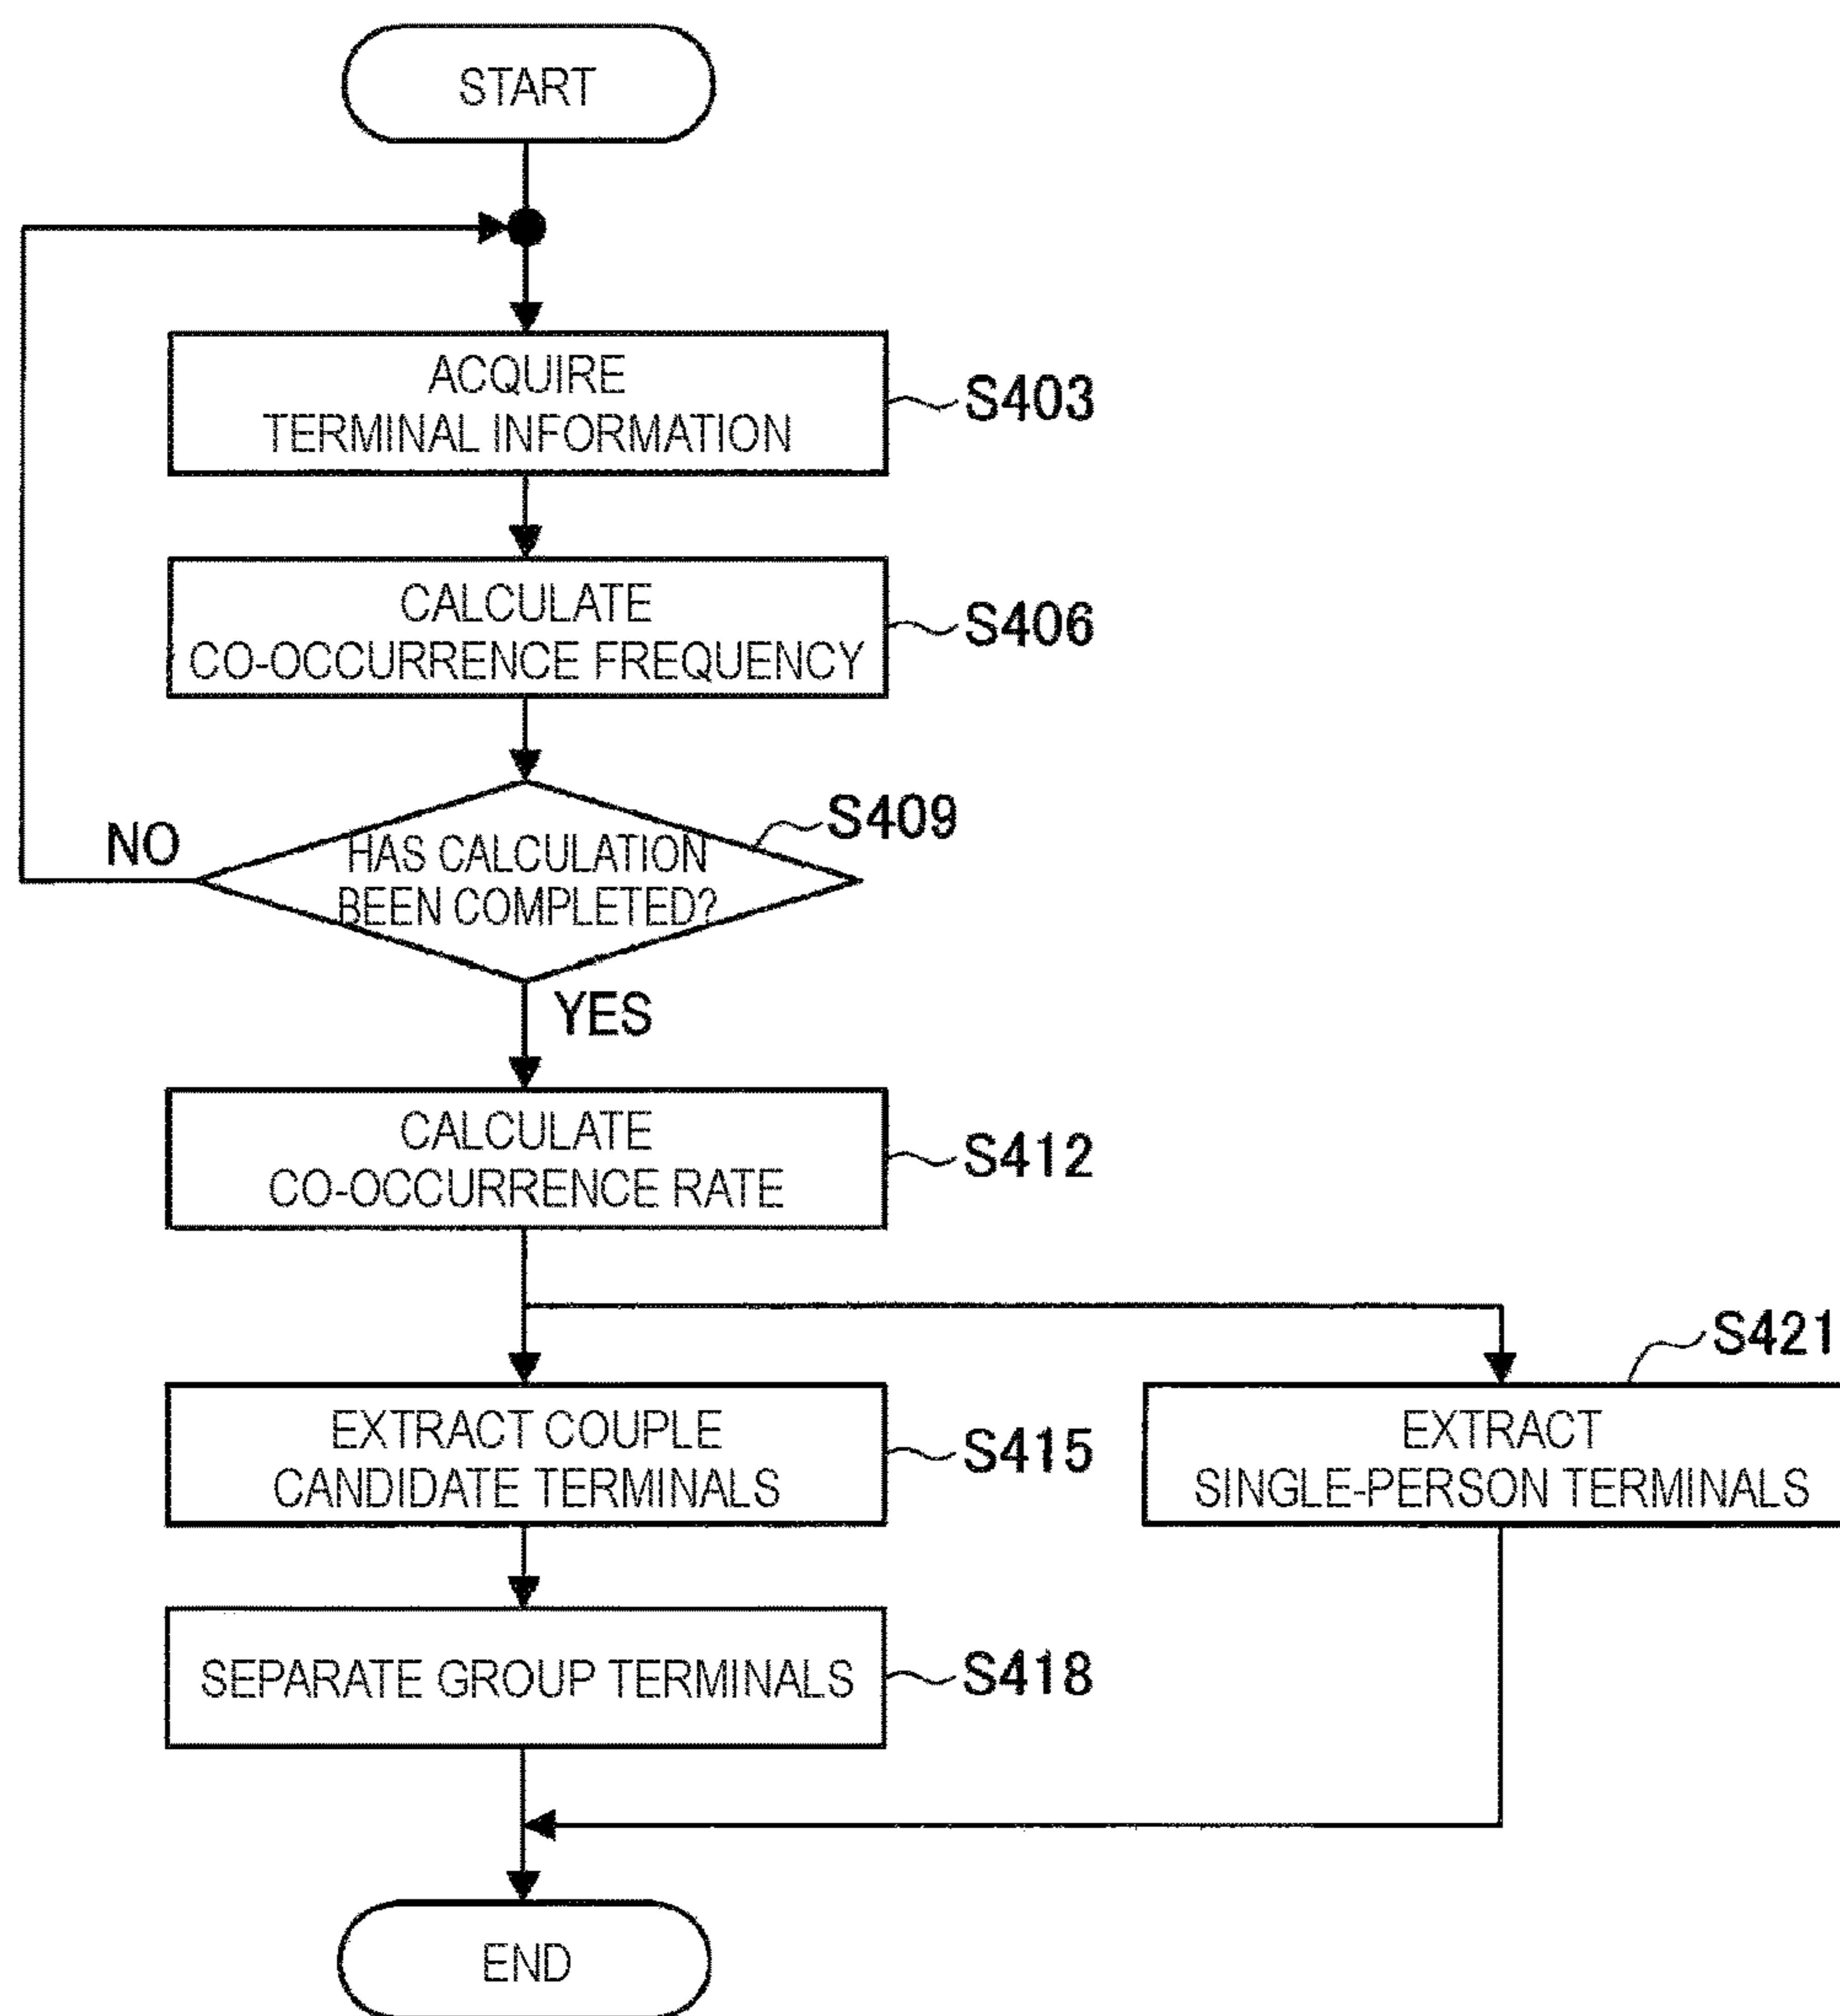 START
ACQUIRE
TERMINAL INFORMATION
S403
CALCULATE
CO-OCCURRENCE FREQUENCY
S406
S409
NO
HAS CALCULATION
BEEN COMPLETED?
YES
CALCULATE
CO-OCCURRENCE RATE
S412
S421
EXTRACT COUPLE
CANDIDATE TERMINALS
S415
EXTRACT
SINGLE-PERSON TERMINALS
SEPARATE GROUP TERMINALS
S418
END